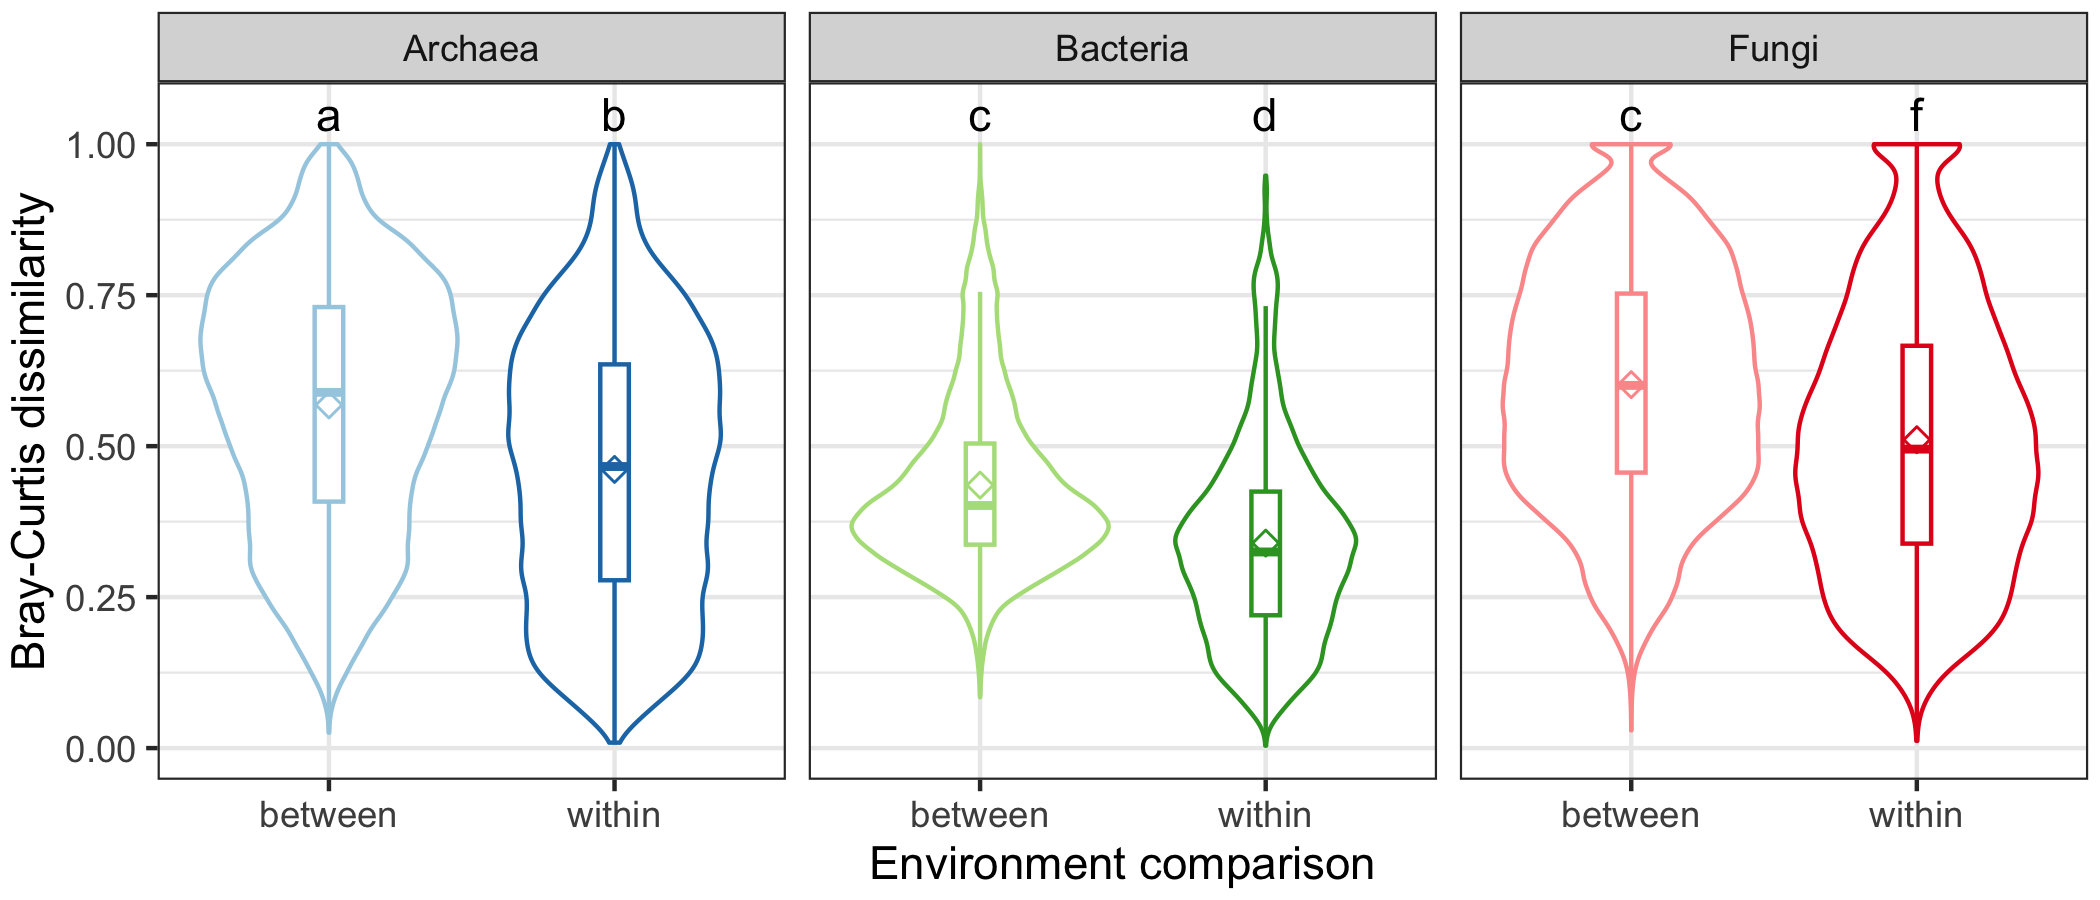 Archaea
Bacteria
Fungi
a
b
c
d
c
f
1.00
0.75
0.50
0.25
0.00
Bray-Curtis dissimilarity
between
within
between
within
between
within
Environment comparison